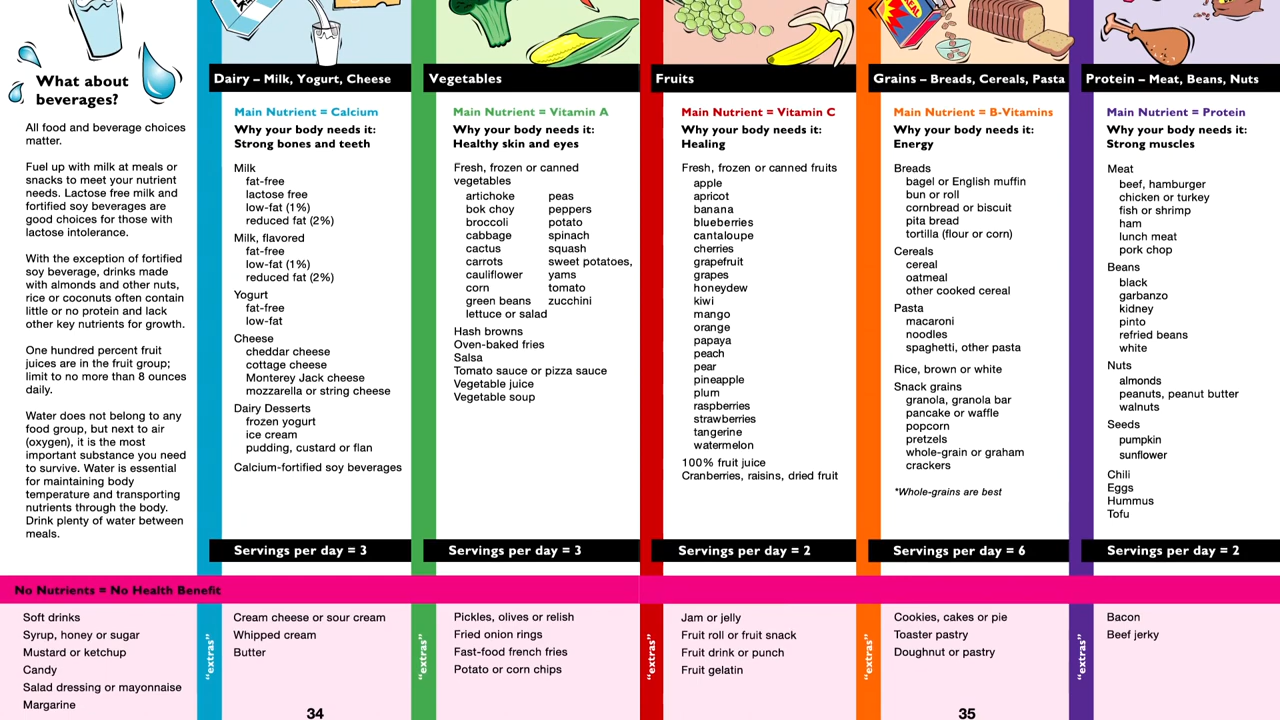 What about
beverages?
All food and beverage choices
matter.
Fuel up with milk at meals or
snacks to meet your nutrient
needs. Lactose free milk and
fortified soy beverages are
good choices for those with
lactose intolerance.
With the exception of fortified
soy beverage, drinks made
with almonds and other nuts,
rice or coconuts often contain
little or no protein and lack
other key nutrients for growth.
One hundred percent fruit
juices are in the fruit group;
limit to no more than 8 ounces
daily.
Water does not belong to any
food group, but next to air
(oxygen), it is the most
important substance you need
to survive. Water is essential
for maintaining body
temperature and transporting
nutrients through the body.
Drink plenty of water between
meals.
Dairy – Milk, Yogurt, Cheese
Main Nutrient = Calcium
Why your body needs it:
Strong bones and teeth
Milk
fat-free
lactose free
low-fat (1%)
reduced fat (2%)
Milk, flavored
fat-free
low-fat (1%)
reduced fat (2%)
Yogurt
fat-free
low-fat
Cheese
cheddar cheese
cottage cheese
Monterey Jack cheese
mozzarella or string cheese
Dairy Desserts
frozen yogurt
ice cream
pudding, custard or flan
Calcium-fortified soy beverages
Servings per day = 3
Vegetables
Main Nutrient = Vitamin A
Why your body needs it:
Healthy skin and eyes
Fresh, frozen or canned
vegetables
artichoke
bok choy
broccoli
cabbage
cactus
carrots
cauliflower
corn
green beans
lettuce or salad
peas
peppers
potato
spinach
squash
sweet potatoes,
yams
tomato
zucchini
Hash browns
Oven-baked fries
Salsa
Tomato sauce or pizza sauce
Vegetable juice
Vegetable soup
Servings per day = 3
Fruits
Main Nutrient = Vitamin C
Why your body needs it:
Healing
Fresh, frozen or canned fruits
apple
apricot
banana
blueberries
cantaloupe
cherries
grapefruit
grapes
honeydew
kiwi
mango
orange
papaya
peach
pear
pineapple
plum
raspberries
strawberries
tangerine
watermelon
100% fruit juice
Cranberries, raisins, dried fruit
Servings per day = 2
Grains – Breads, Cereals, Pasta
Main Nutrient = B-Vitamins
Why your body needs it:
Energy
Breads
bagel or English muffin
bun or roll
cornbread or biscuit
pita bread
tortilla (flour or corn)
Cereals
cereal
oatmeal
other cooked cereal
Pasta
macaroni
noodles
spaghetti, other pasta
Rice, brown or white
Snack grains
granola, granola bar
pancake or waffle
popcorn
pretzels
whole-grain or graham
crackers
*Whole-grains are best
Servings per day = 6
Protein – Meat, Beans, Nuts
Main Nutrient = Protein
Why your body needs it:
Strong muscles
Meat
beef, hamburger
chicken or turkey
fish or shrimp
ham
lunch meat
pork chop
Beans
black
garbanzo
kidney
pinto
refried beans
white
Nuts
almonds
peanuts, peanut butter
walnuts
Seeds
pumpkin
sunflower
Chili
Eggs
Hummus
Tofu
Servings per day = 2
No Nutrients = No Health Benefit
Soft drinks
Syrup, honey or sugar
Mustard or ketchup
Candy
Salad dressing or mayonnaise
Margarine
"extras"
Cream cheese or sour cream
Whipped cream
Butter
34
"extras"
Pickles, olives or relish
Fried onion rings
Fast-food french fries
Potato or corn chips
"extras"
Jam or jelly
Fruit roll or fruit snack
Fruit drink or punch
Fruit gelatin
"extras"
Cookies, cakes or pie
Toaster pastry
Doughnut or pastry
35
"extras"
Bacon
Beef jerky